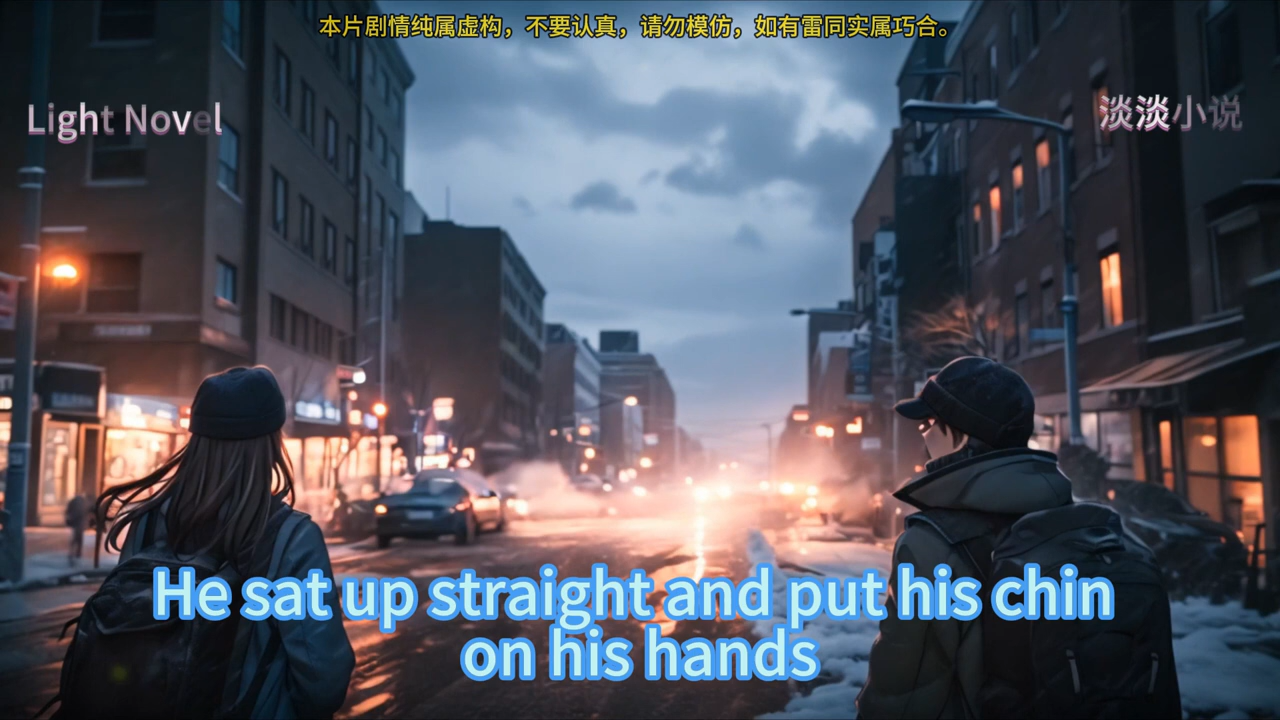 本片剧情纯属虚构，不要认真，请勿模仿，如有雷同实属巧合。
Light Novel
淡淡小说
He sat up straight and put his chin
on his hands